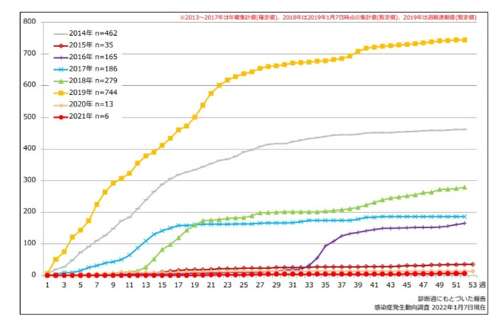 ※2013～2017年は年報集計値(確定値)、2018年は2019年1月7日時点の集計値(暫定値)、2019年は週報速報値(暫定値)
800
700
600
500
400
300
200
100
0
2014年 n=462
2015年 n=35
2016年 n=165
2017年 n=186
2018年 n=279
2019年 n=744
2020年 n=13
2021年 n=6
1 3 5 7 9 11 13 15 17 19 21 23 25 27 29 31 33 35 37 39 41 43 45 47 49 51 53 週
診断週にもとづいた報告
感染症発生動向調査 2022年1月7日現在